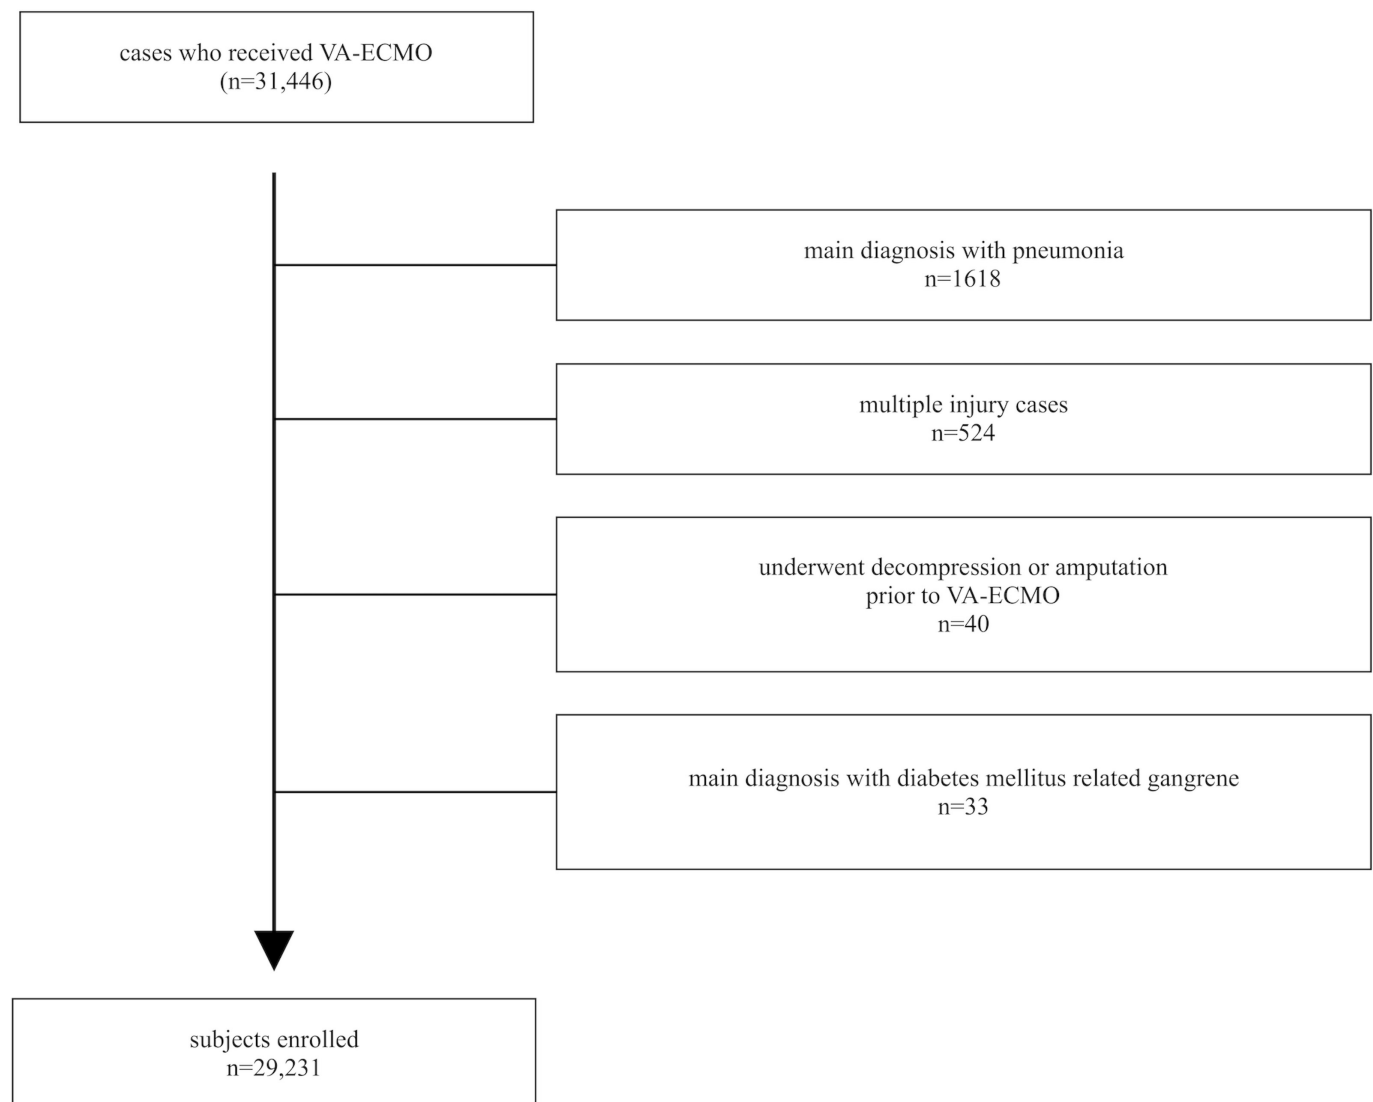 cases who received VA-ECMO
(n=31,446)
main diagnosis with pneumonia
n=1618
multiple injury cases
n=524
underwent decompression or amputation
prior to VA-ECMO
n=40
main diagnosis with diabetes mellitus related gangrene
n=33
subjects enrolled
n=29,231